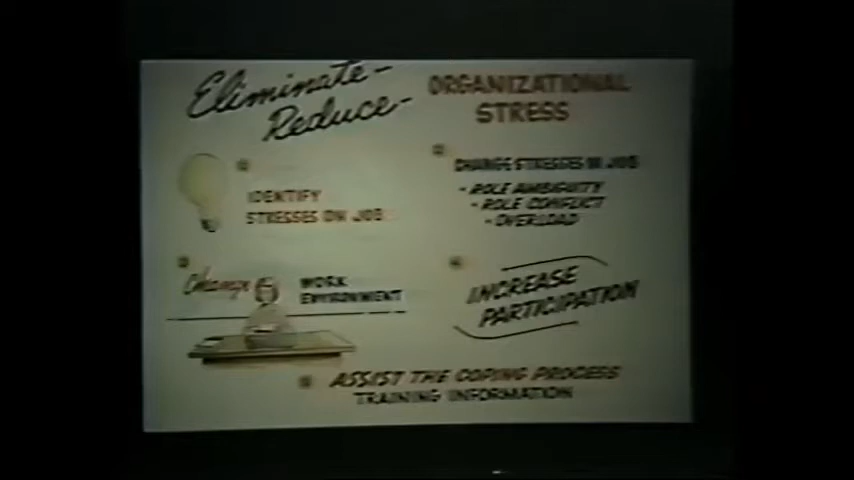 Eliminate-
Reduce-
ORGANIZATIONAL
STRESS
IDENTIFY
STRESSES ON JOB
CHANGE STRESSES ON JOB
- ROLE AMBIGUITY
- ROLE CONFLICT
- OVERLOAD
Change WORK
ENVIRONMENT
INCREASE
PARTICIPATION
ASSIST THE COPING PROCESS
TRAINING INFORMATION